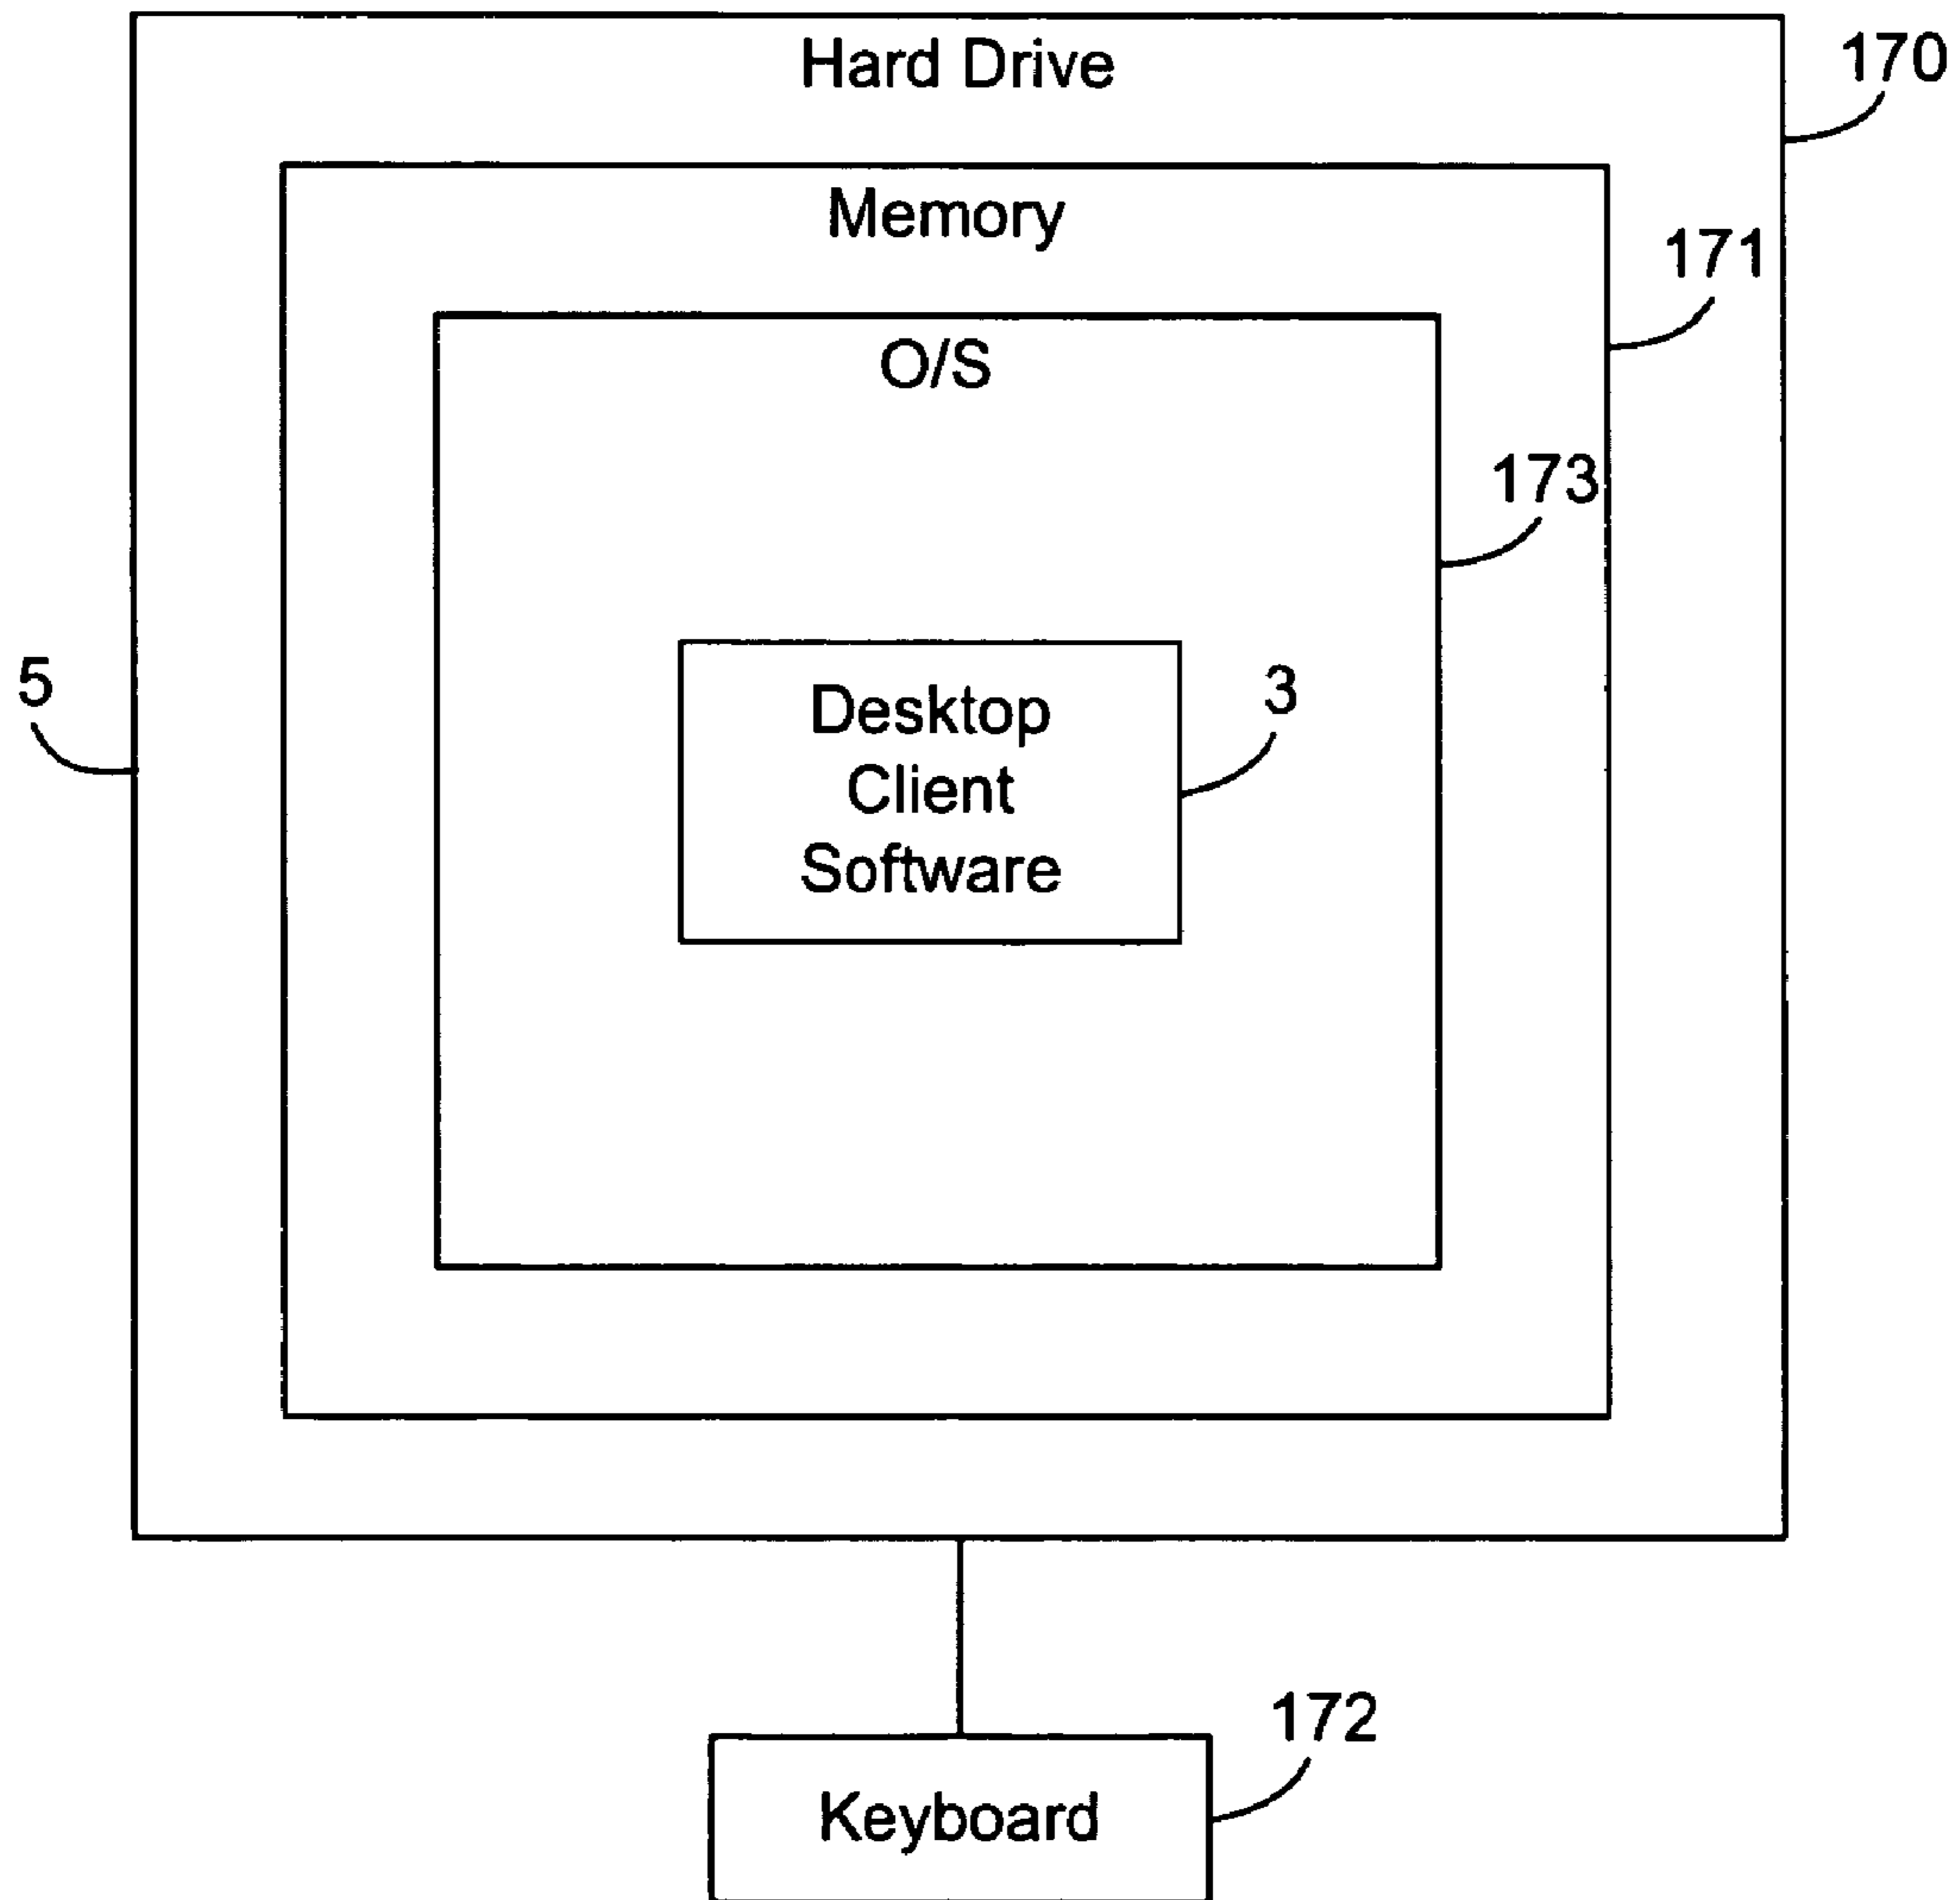 Hard Drive
170
Memory
171
O/S
173
5
Desktop
Client
Software
3
172
Keyboard